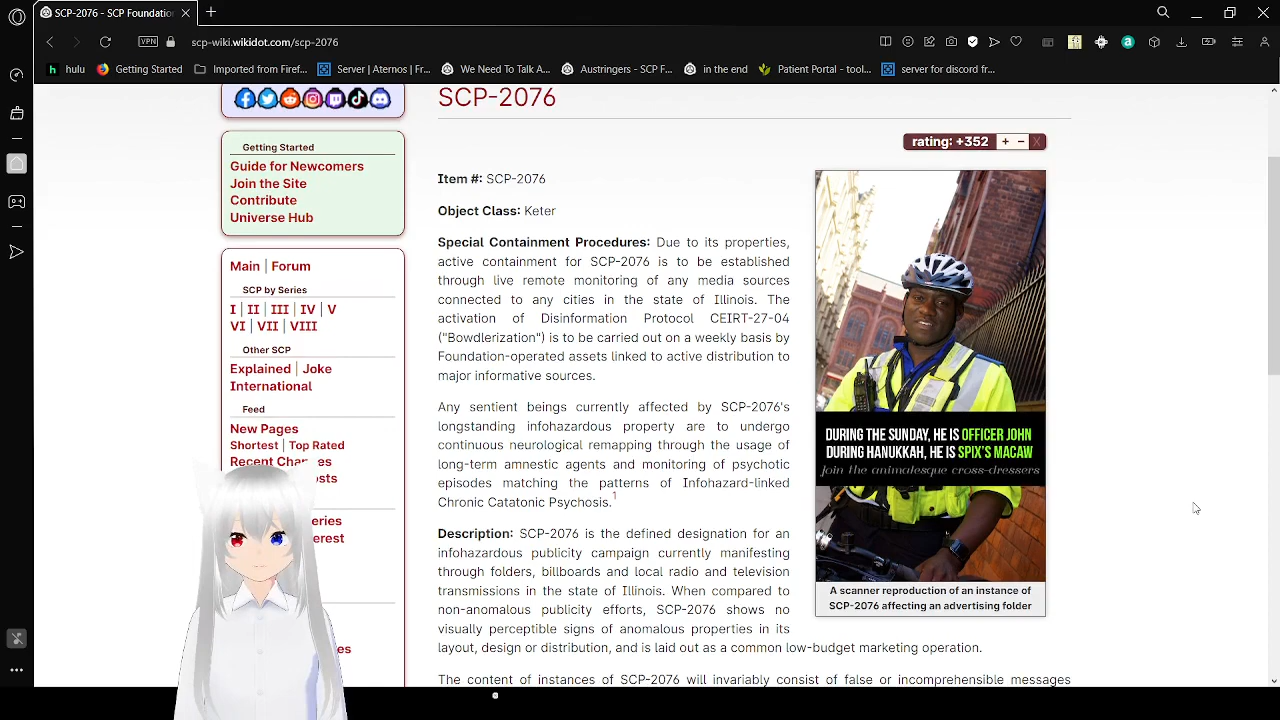 SCP-2076 - SCP Foundation
VPN
scp-wiki.wikidot.com/scp-2076
h hulu
Getting Started
Imported from Firef...
Server | Aternos | Fr...
We Need To Talk A...
Austringers - SCP F...
in the end
Patient Portal - tool...
server for discord fr...
SCP-2076
rating: +352 + − X
Getting Started
Guide for Newcomers
Join the Site
Contribute
Universe Hub
Main | Forum
SCP by Series
I | II | III | IV | V
VI | VII | VIII
Other SCP
Explained | Joke
International
Feed
New Pages
Shortest | Top Rated
Item #: SCP-2076
Object Class: Keter
Special Containment Procedures: Due to its properties,
active containment for SCP-2076 is to be established
through live remote monitoring of any media sources
connected to any cities in the state of Illinois. The
activation of Disinformation Protocol CEIRT-27-04
("Bowdlerization") is to be carried out on a weekly basis by
Foundation-operated assets linked to active distribution to
major informative sources.
Any sentient beings currently affected by SCP-2076's
longstanding infohazardous property are to undergo
continuous neurological remapping through the usage of
long-term amnestic agents and monitoring of psychotic
episodes matching the patterns of Infohazard-linked
Chronic Catatonic Psychosis.1
Description: SCP-2076 is the defined designation for an
infohazardous publicity campaign currently manifesting
through folders, billboards and local radio and television
transmissions in the state of Illinois. When compared to
non-anomalous publicity efforts, SCP-2076 shows no
visually perceptible signs of anomalous properties in its
layout, design or distribution, and is laid out as a common low-budget marketing operation.
The content of instances of SCP-2076 will invariably consist of false or incomprehensible messages
DURING THE SUNDAY, HE IS OFFICER JOHN
DURING HANUKKAH, HE IS SPIX'S MACAW
Join the animalesque cross-dressers
A scanner reproduction of an instance of
SCP-2076 affecting an advertising folder